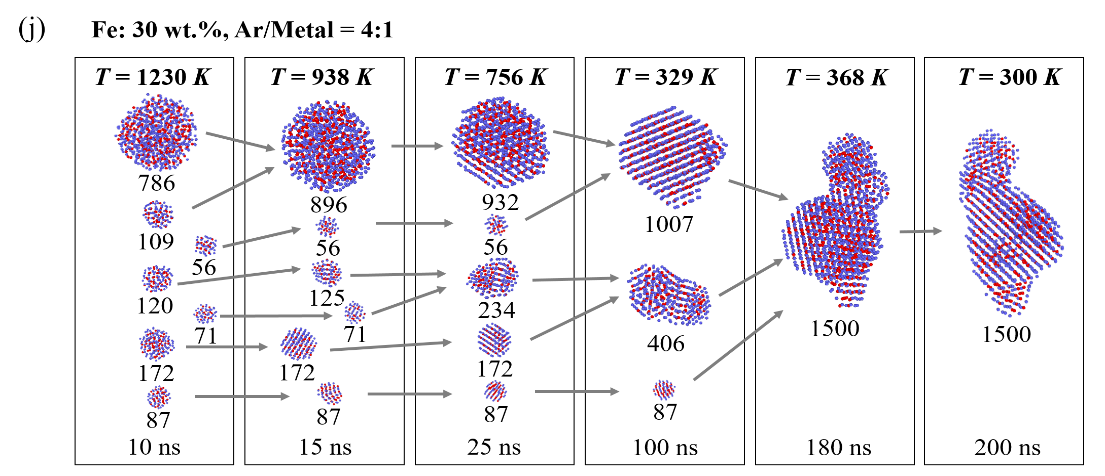 (j) Fe: 30 wt.%, Ar/Metal = 4:1
T = 1230 K
786
109
56
120
71
172
87
10 ns
T = 938 K
896
56
125
71
172
87
15 ns
T = 756 K
932
56
234
172
87
25 ns
T = 329 K
1007
406
87
100 ns
T = 368 K
1500
180 ns
T = 300 K
1500
200 ns